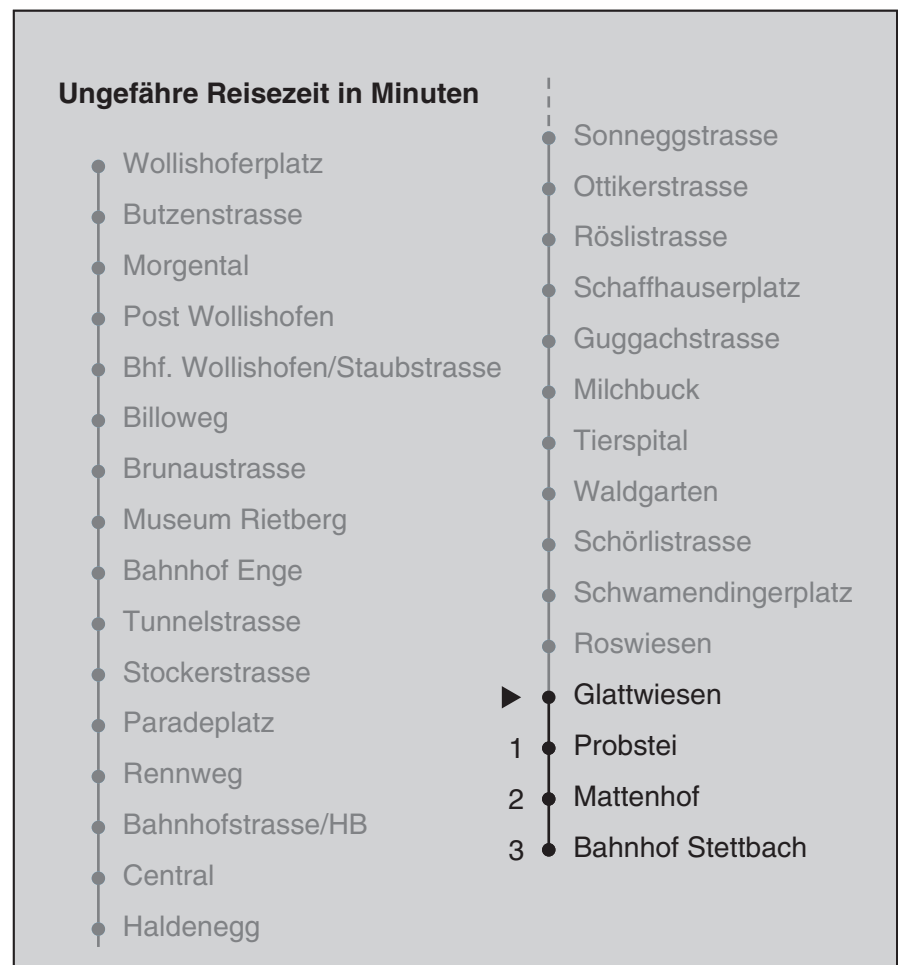 Ungefähre Reisezeit in Minuten
Wollishoferplatz
Butzenstrasse
Morgental
Post Wollishofen
Bhf. Wollishofen/Staubstrasse
Billoweg
Brunaustrasse
Museum Rietberg
Bahnhof Enge
Tunnelstrasse
Stockerstrasse
Paradeplatz
Rennweg
Bahnhofstrasse/HB
Central
Haldenegg
Sonneggstrasse
Ottikerstrasse
Röslistrasse
Schaffhauserplatz
Guggachstrasse
Milchbuck
Tierspital
Waldgarten
Schörlistrasse
Schwamendingerplatz
Roswiesen
Glattwiesen
1 Probstei
2 Mattenhof
3 Bahnhof Stettbach